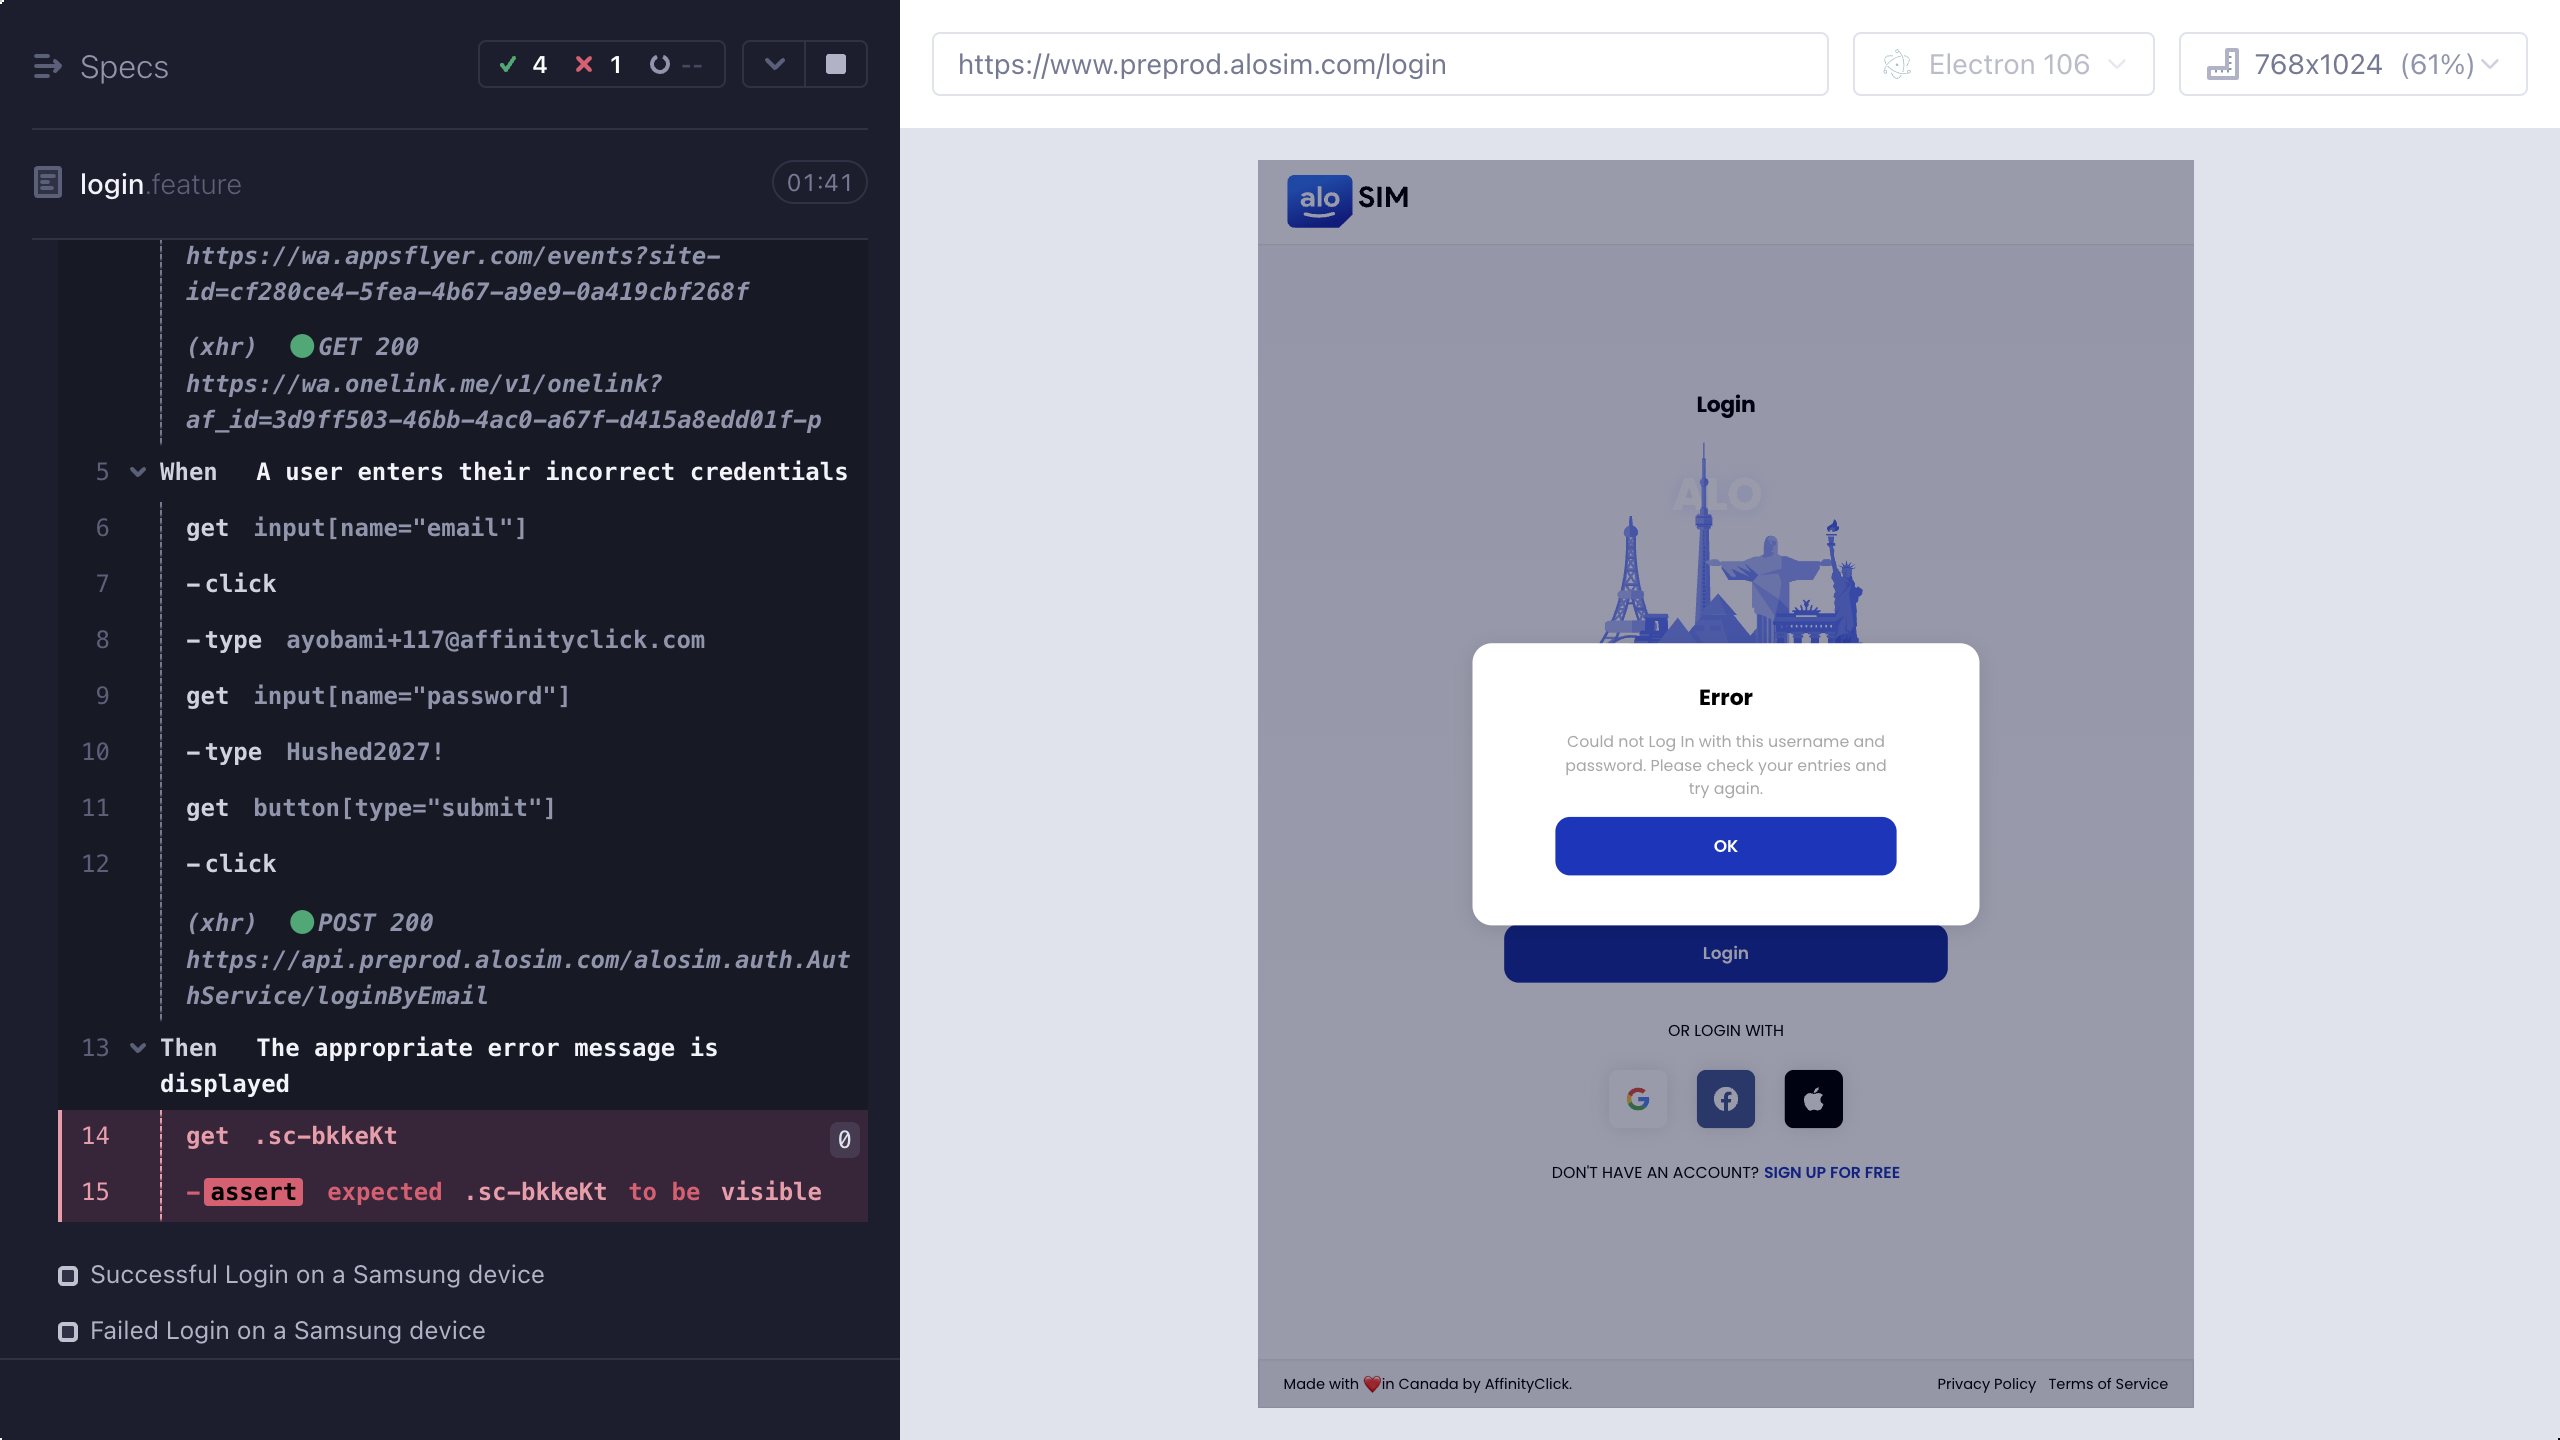 Specs
4 1 --
login.feature
01:41
https://wa.appsflyer.com/events?site-
id=cf280ce4-5fea-4b67-a9e9-0a419cbf268f
(xhr) GET 200
https://wa.onelink.me/v1/onelink?
af_id=3d9ff503-46bb-4ac0-a67f-d415a8edd01f-p
5 When A user enters their incorrect credentials
6 get input[name="email"]
7 -click
8 -type ayobami+117@affinityclick.com
9 get input[name="password"]
10 -type Hushed2027!
11 get button[type="submit"]
12 -click
(xhr) POST 200
https://api.preprod.alosim.com/alosim.auth.Aut
hService/loginByEmail
13 Then The appropriate error message is
displayed
14 get .sc-bkkeKt 0
15 -assert expected .sc-bkkeKt to be visible
Successful Login on a Samsung device
Failed Login on a Samsung device
https://www.preprod.alosim.com/login
Electron 106
768x1024 (61%)
alo SIM
Login
ALO
Error
Could not Log In with this username and
password. Please check your entries and
try again.
OK
Login
OR LOGIN WITH
DON'T HAVE AN ACCOUNT? SIGN UP FOR FREE
Made with ❤️in Canada by AffinityClick.
Privacy Policy Terms of Service